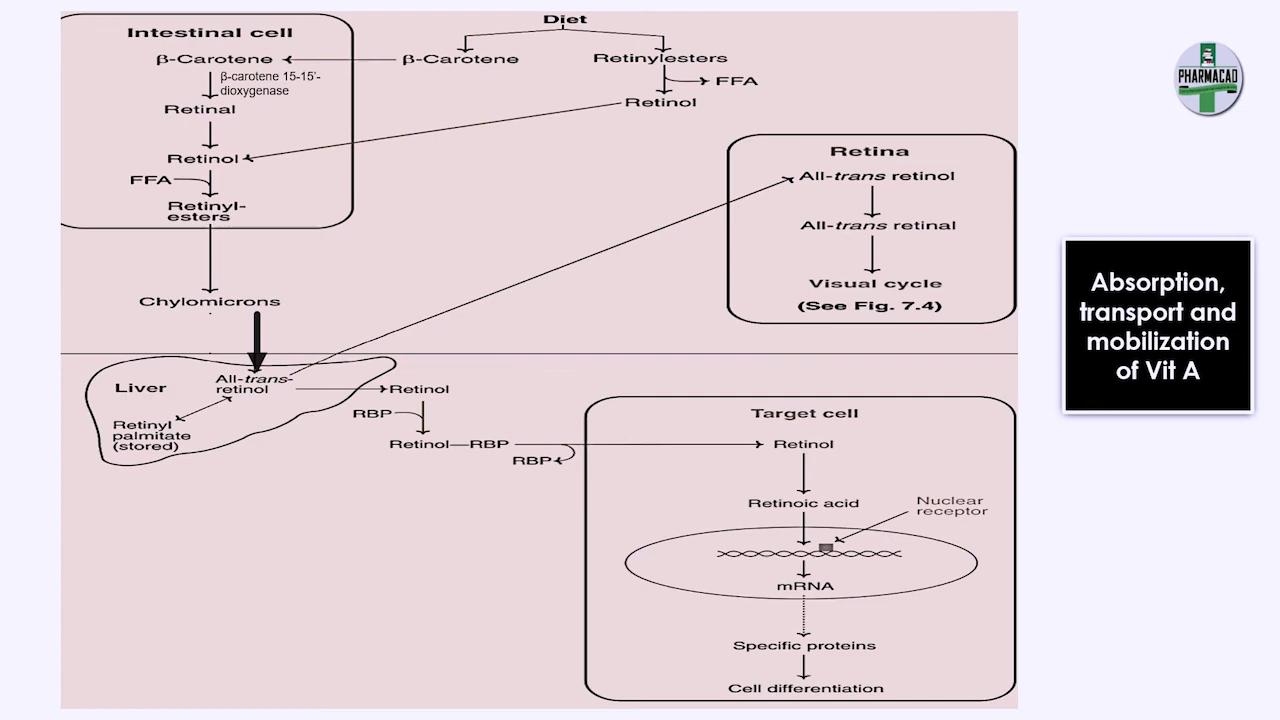 Diet
Intestinal cell
β-Carotene
β-Carotene
Retinylesters
β-carotene 15-15'-
dioxygenase
FFA
Retinal
Retinol
Retinol
FFA
Retinyl-
esters
Chylomicrons
Retina
All-trans retinol
All-trans retinal
Visual cycle
(See Fig. 7.4)
Liver
All-trans-
retinol
Retinyl
palmitate
(stored)
Retinol
RBP
Retinol—RBP
RBP
Target cell
Retinol
Retinoic acid
Nuclear
receptor
mRNA
Specific proteins
Cell differentiation
PHARMACAD
Absorption,
transport and
mobilization
of Vit A